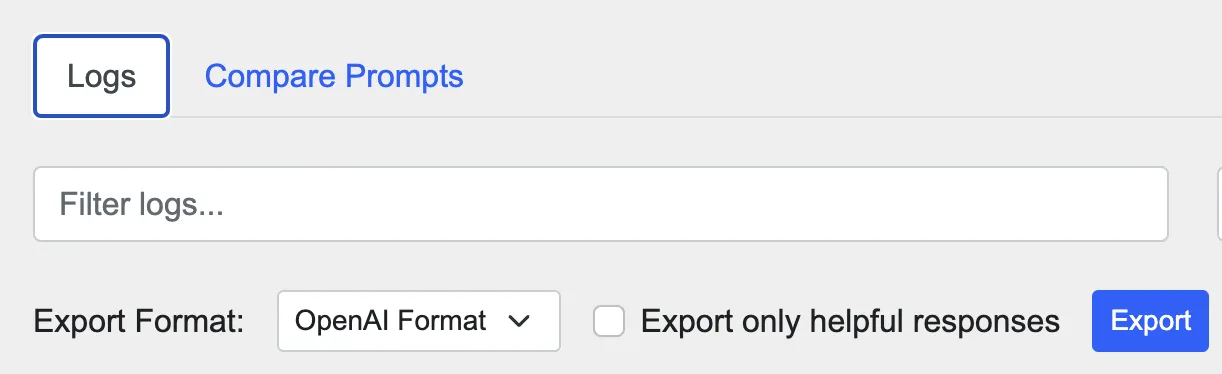 Logs
Compare Prompts
Filter logs...
Export Format:
OpenAI Format
Export only helpful responses
Export